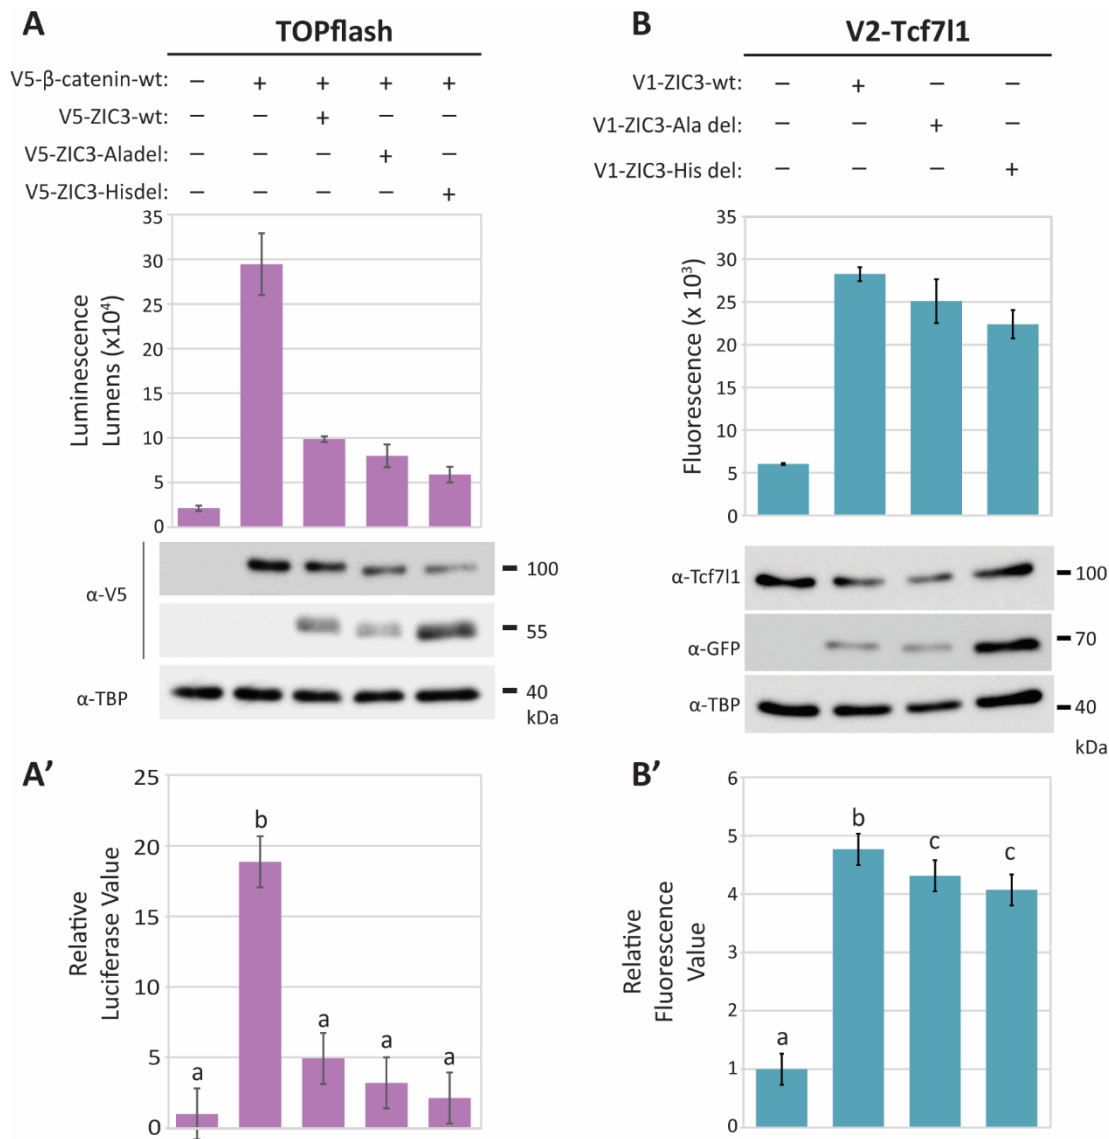 A TOPflash
V5-β-catenin-wt: – + + + +
V5-ZIC3-wt: – – + – –
V5-ZIC3-Aladel: – – – + –
V5-ZIC3-Hisdel: – – – – +
Luminescence
Lumens (x10⁴)
35
30
25
20
15
10
5
0
α-V5
100
55
α-TBP
40
kDa
A'
Relative
Luciferase Value
25
20
15
10
5
0
a b a a a
B V2-Tcf7l1
V1-ZIC3-wt: – + – –
V1-ZIC3-Ala del: – – + –
V1-ZIC3-His del: – – – +
Fluorescence (x 10³)
35
30
25
20
15
10
5
0
α-Tcf7l1
100
α-GFP
70
α-TBP
40
kDa
B'
Relative
Fluorescence
Value
6
5
4
3
2
1
0
a b c c